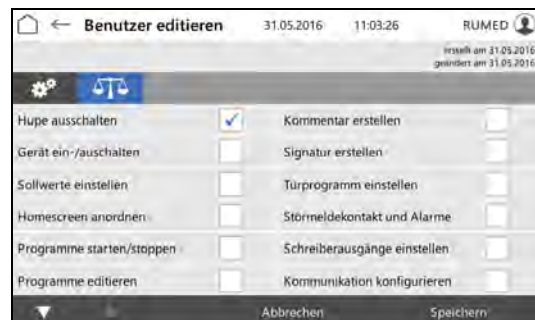 Benutzer editieren 31.05.2016 11:03:26 RUMED
erstellt am 31.05.2016
geändert am 31.05.2016
Hupe ausschalten Kommentar erstellen
Gerät ein-/auschalten Signatur erstellen
Sollwerte einstellen Türprogramm einstellen
Homescreen anordnen Störmeldekontakt und Alarme
Programme starten/stoppen Schreiberausgänge einstellen
Programme editieren Kommunikation konfigurieren
Abbrechen Speichern